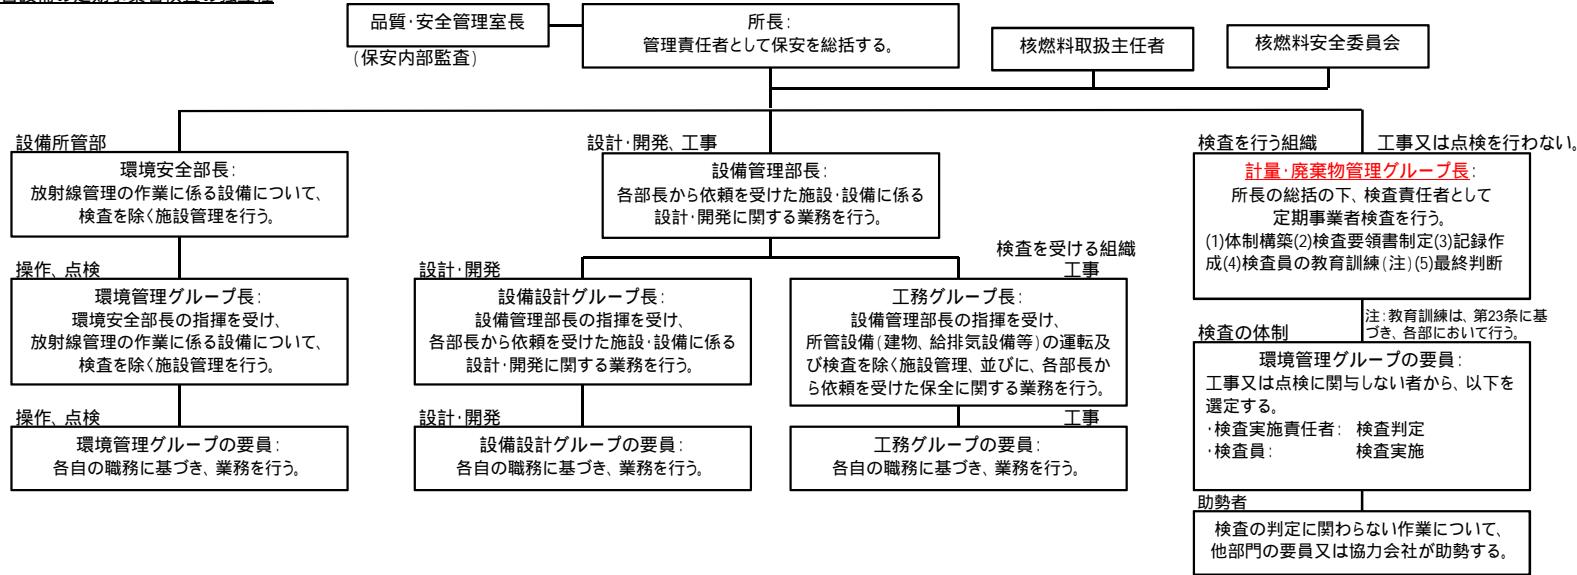 品質・安全管理室長
(保安内部監査)
所長:
管理責任者として保安を総括する。
核燃料取扱主任者
核燃料安全委員会
設備所管部
環境安全部長:
放射線管理の作業に係る設備について、
検査を除く施設管理を行う。
設計・開発、工事
設備管理部長:
各部長から依頼を受けた施設・設備に係る
設計・開発に関する業務を行う。
検査を行う組織
工事又は点検を行わない。
計量・廃棄物管理グループ長:
所長の総括の下、検査責任者として
定期事業者検査を行う。
(1)体制構築(2)検査要領書制定(3)記録作
成(4)検査員の教育訓練(注)(5)最終判断
検査を受ける組織
操作、点検
環境管理グループ長:
環境安全部長の指揮を受け、
放射線管理の作業に係る設備について、
検査を除く施設管理を行う。
設計・開発
設備設計グループ長:
設備管理部長の指揮を受け、
各部長から依頼を受けた施設・設備に係る
設計・開発に関する業務を行う。
工事
工務グループ長:
設備管理部長の指揮を受け、
所管設備(建物、給排気設備等)の運転及
び検査を除く施設管理、並びに、各部長か
ら依頼を受けた保全に関する業務を行う。
注:教育訓練は、第23条に基
づき、各部において行う。
検査の体制
環境管理グループの要員:
工事又は点検に関与しない者から、以下を
選定する。
・検査実施責任者: 検査判定
・検査員: 検査実施
操作、点検
環境管理グループの要員:
各自の職務に基づき、業務を行う。
設計・開発
設備設計グループの要員:
各自の職務に基づき、業務を行う。
工事
工務グループの要員:
各自の職務に基づき、業務を行う。
助勢者
検査の判定に関わらない作業について、
他部門の要員又は協力会社が助勢する。